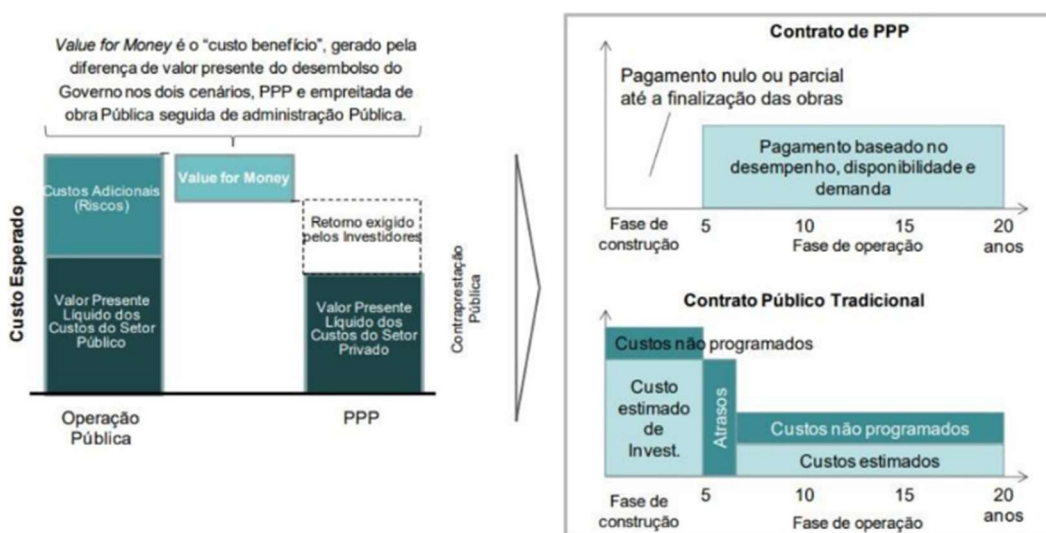 Value for Money é o “custo benefício”, gerado pela
diferença de valor presente do desembolso do
Governo nos dois cenários, PPP e empreitada de
obra Pública seguida de administração Pública.
Custo Esperado
Custos Adicionais
(Riscos)
Valor Presente
Líquido dos
Custos do Setor
Público
Value for Money
Retorno exigido
pelos Investidores
Valor Presente
Líquido dos
Custos do Setor
Privado
Contraprestação
Pública
Operação
Pública
PPP
Contrato de PPP
Pagamento nulo ou parcial
até a finalização das obras
Pagamento baseado no
desempenho, disponibilidade e
demanda
Fase de
construção
5
10
15
20
anos
Fase de operação
Contrato Público Tradicional
Custos não programados
Custo
estimado
de
Invest.
Atrasos
Custos não programados
Custos estimados
Fase de
construção
5
10
15
20
anos
Fase de operação